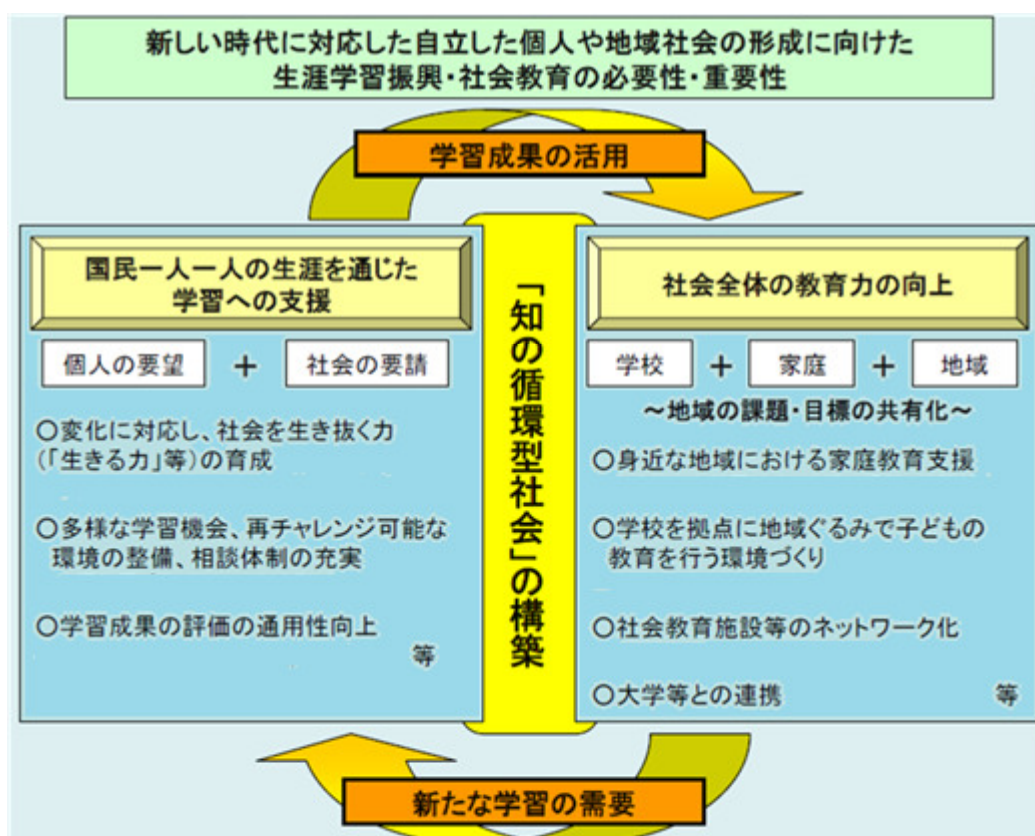 新しい時代に対応した自立した個人や地域社会の形成に向けた
生涯学習振興・社会教育の必要性・重要性
学習成果の活用
国民一人一人の生涯を通じた
学習への支援
個人の要望 + 社会の要請
○変化に対応し、社会を生き抜く力
(「生きる力」等)の育成
○多様な学習機会、再チャレンジ可能な
環境の整備、相談体制の充実
○学習成果の評価の通用性向上
等
「知の循環型社会」の構築
社会全体の教育力の向上
学校 + 家庭 + 地域
～地域の課題・目標の共有化～
○身近な地域における家庭教育支援
○学校を拠点に地域ぐるみで子どもの
教育を行う環境づくり
○社会教育施設等のネットワーク化
○大学等との連携 等
新たな学習の需要